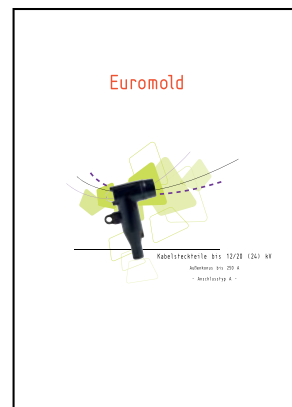 Euromold
Kabelsteckteile bis 12/20 (24) kV
Außenkonus bis 250 A
- Anschlusstyp A -